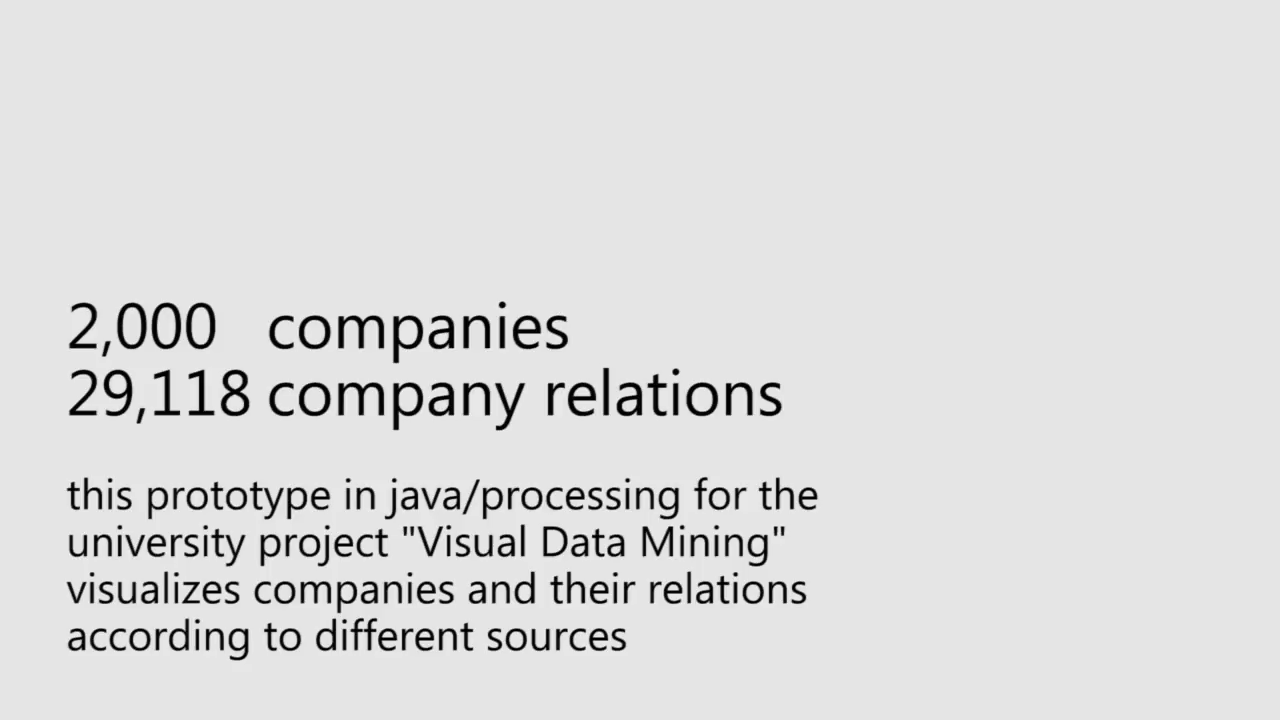 2,000 companies
29,118 company relations
this prototype in java/processing for the
university project "Visual Data Mining"
visualizes companies and their relations
according to different sources